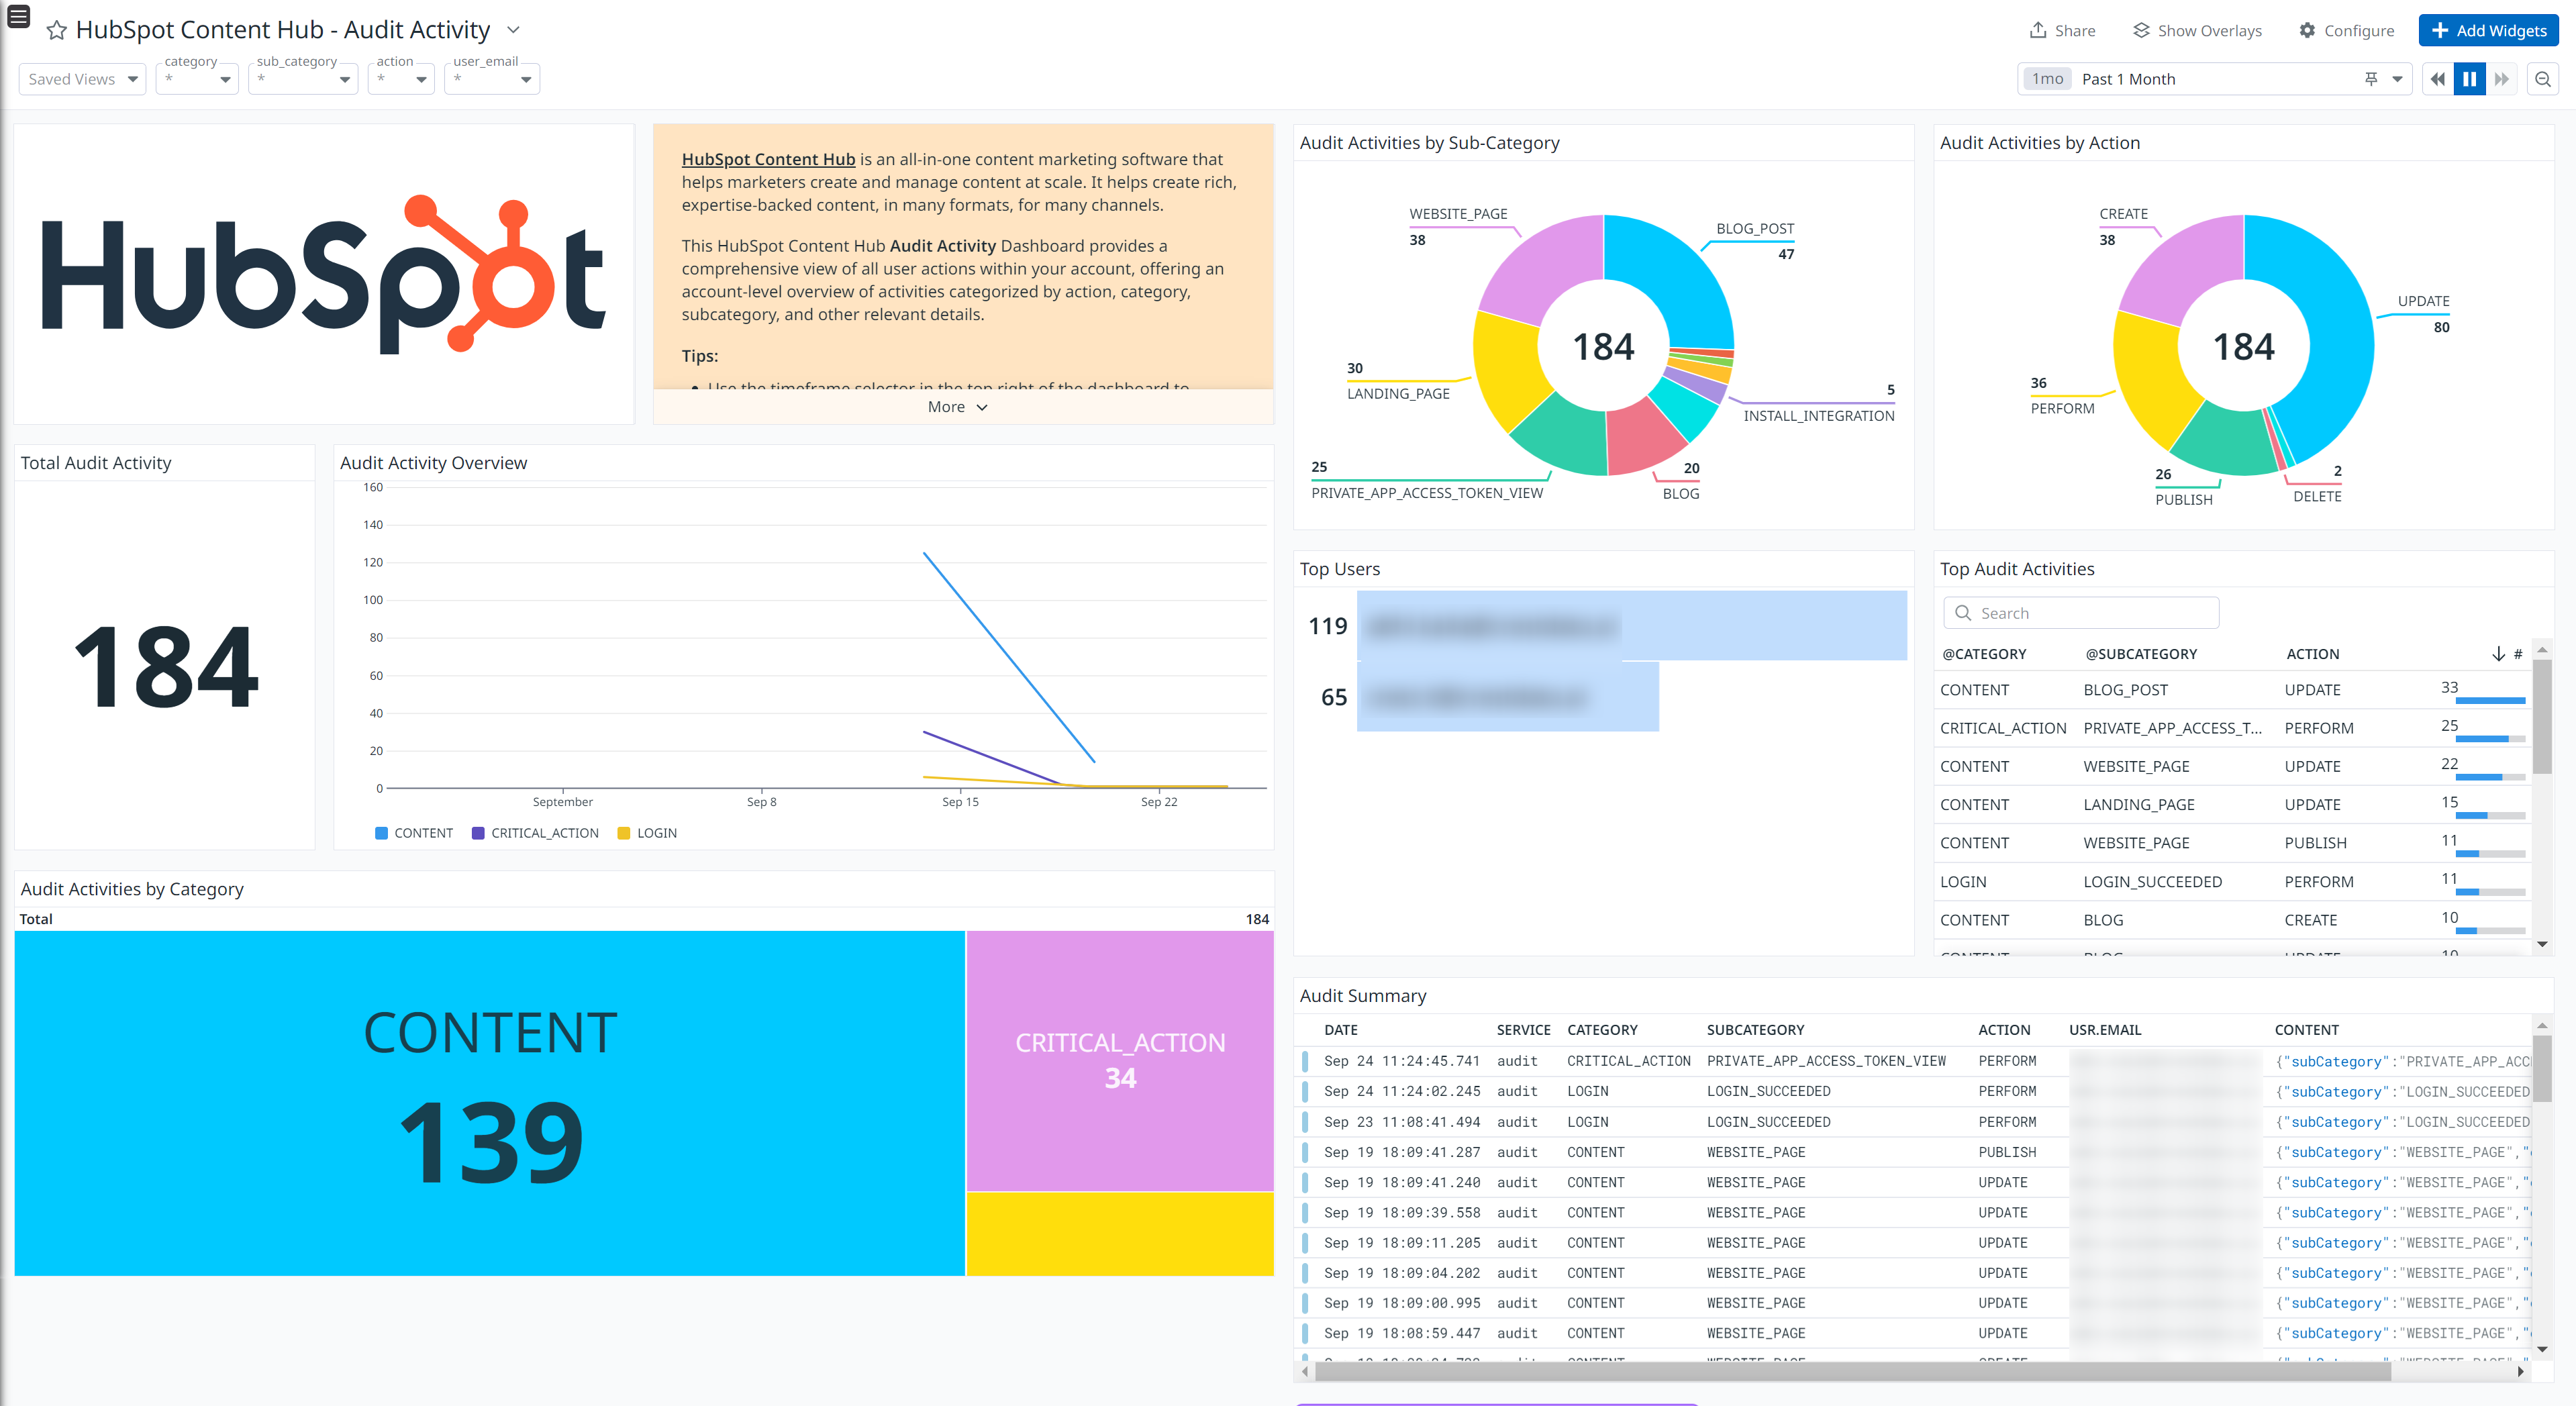 HubSpot Content Hub - Audit Activity
Share
Show Overlays
Configure
Add Widgets
Saved Views
category
*
sub_category
*
action
*
user_email
*
1mo
Past 1 Month
HubSpot
HubSpot Content Hub is an all-in-one content marketing software that
helps marketers create and manage content at scale. It helps create rich,
expertise-backed content, in many formats, for many channels.
This HubSpot Content Hub Audit Activity Dashboard provides a
comprehensive view of all user actions within your account, offering an
account-level overview of activities categorized by action, category,
subcategory, and other relevant details.
Tips:
• Use the timeframe selector in the top right of the dashboard to
More
Total Audit Activity
184
Audit Activity Overview
160
140
120
100
80
60
40
20
0
September
Sep 8
Sep 15
Sep 22
CONTENT
CRITICAL_ACTION
LOGIN
Audit Activities by Category
Total
184
CONTENT
139
CRITICAL_ACTION
34
Audit Activities by Sub-Category
WEBSITE_PAGE
38
BLOG_POST
47
30
LANDING_PAGE
184
5
INSTALL_INTEGRATION
25
PRIVATE_APP_ACCESS_TOKEN_VIEW
20
BLOG
Audit Activities by Action
CREATE
38
UPDATE
80
184
36
PERFORM
26
PUBLISH
2
DELETE
Top Users
119
65
Top Audit Activities
Search
@CATEGORY @SUBCATEGORY ACTION #
CONTENT BLOG_POST UPDATE 33
CRITICAL_ACTION PRIVATE_APP_ACCESS_T... PERFORM 25
CONTENT WEBSITE_PAGE UPDATE 22
CONTENT LANDING_PAGE UPDATE 15
CONTENT WEBSITE_PAGE PUBLISH 11
LOGIN LOGIN_SUCCEEDED PERFORM 11
CONTENT BLOG CREATE 10
CONTENT BLOG UPDATE 10
Audit Summary
DATE SERVICE CATEGORY SUBCATEGORY ACTION USR.EMAIL CONTENT
Sep 24 11:24:45.741 audit CRITICAL_ACTION PRIVATE_APP_ACCESS_TOKEN_VIEW PERFORM {"subCategory":"PRIVATE_APP_ACC
Sep 24 11:24:02.245 audit LOGIN LOGIN_SUCCEEDED PERFORM {"subCategory":"LOGIN_SUCCEEDED
Sep 23 11:08:41.494 audit LOGIN LOGIN_SUCCEEDED PERFORM {"subCategory":"LOGIN_SUCCEEDED
Sep 19 18:09:41.287 audit CONTENT WEBSITE_PAGE PUBLISH {"subCategory":"WEBSITE_PAGE","
Sep 19 18:09:41.240 audit CONTENT WEBSITE_PAGE UPDATE {"subCategory":"WEBSITE_PAGE","
Sep 19 18:09:39.558 audit CONTENT WEBSITE_PAGE UPDATE {"subCategory":"WEBSITE_PAGE","
Sep 19 18:09:11.205 audit CONTENT WEBSITE_PAGE UPDATE {"subCategory":"WEBSITE_PAGE","
Sep 19 18:09:04.202 audit CONTENT WEBSITE_PAGE UPDATE {"subCategory":"WEBSITE_PAGE","
Sep 19 18:09:00.995 audit CONTENT WEBSITE_PAGE UPDATE {"subCategory":"WEBSITE_PAGE","
Sep 19 18:08:59.447 audit CONTENT WEBSITE_PAGE UPDATE {"subCategory":"WEBSITE_PAGE","